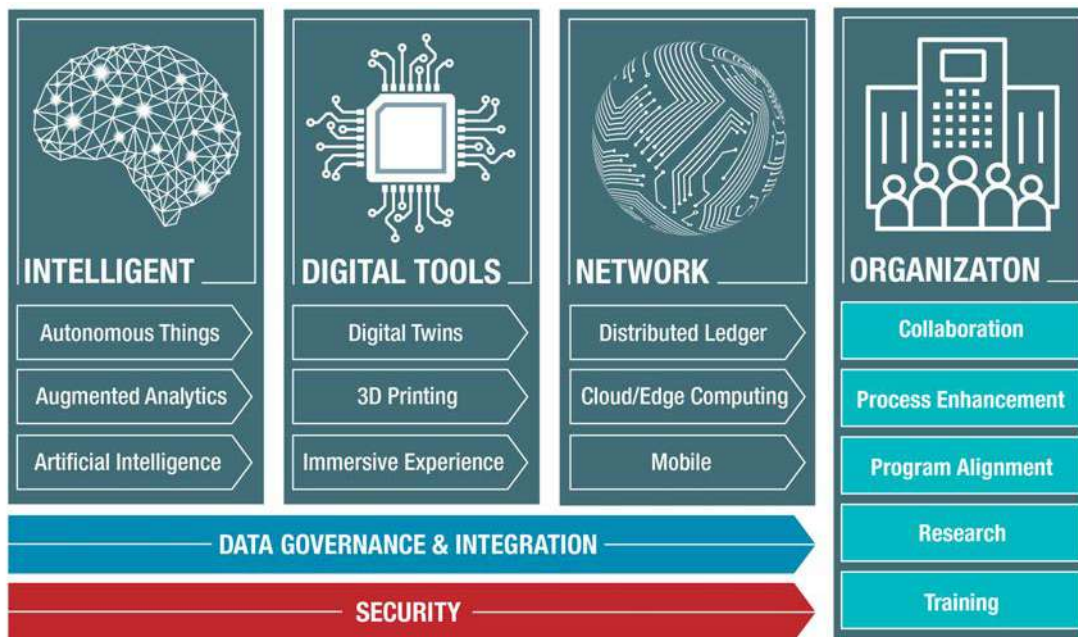 INTELLIGENT
Autonomous Things
Augmented Analytics
Artificial Intelligence
DIGITAL TOOLS
Digital Twins
3D Printing
Immersive Experience
NETWORK
Distributed Ledger
Cloud/Edge Computing
Mobile
ORGANIZATON
Collaboration
Process Enhancement
Program Alignment
Research
Training
DATA GOVERNANCE & INTEGRATION
SECURITY